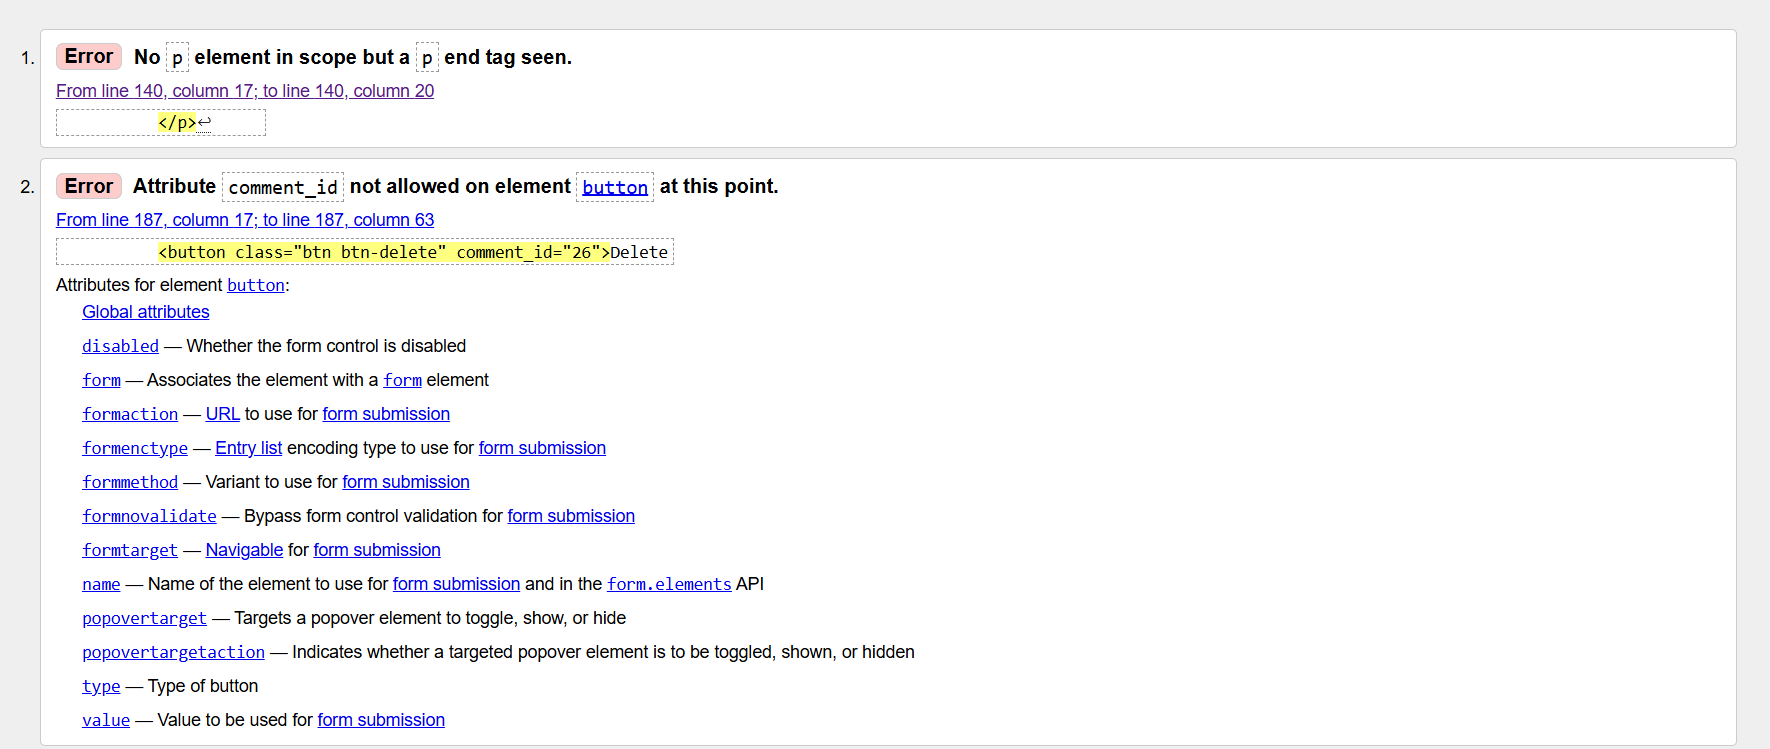 1. Error No p element in scope but a p end tag seen.
From line 140, column 17; to line 140, column 20
</p>↩
2. Error Attribute comment_id not allowed on element button at this point.
From line 187, column 17; to line 187, column 63
<button class="btn btn-delete" comment_id="26">Delete
Attributes for element button:
Global attributes
disabled — Whether the form control is disabled
form — Associates the element with a form element
formaction — URL to use for form submission
formenctype — Entry list encoding type to use for form submission
formmethod — Variant to use for form submission
formnovalidate — Bypass form control validation for form submission
formtarget — Navigable for form submission
name — Name of the element to use for form submission and in the form.elements API
popovertarget — Targets a popover element to toggle, show, or hide
popovertargetaction — Indicates whether a targeted popover element is to be toggled, shown, or hidden
type — Type of button
value — Value to be used for form submission